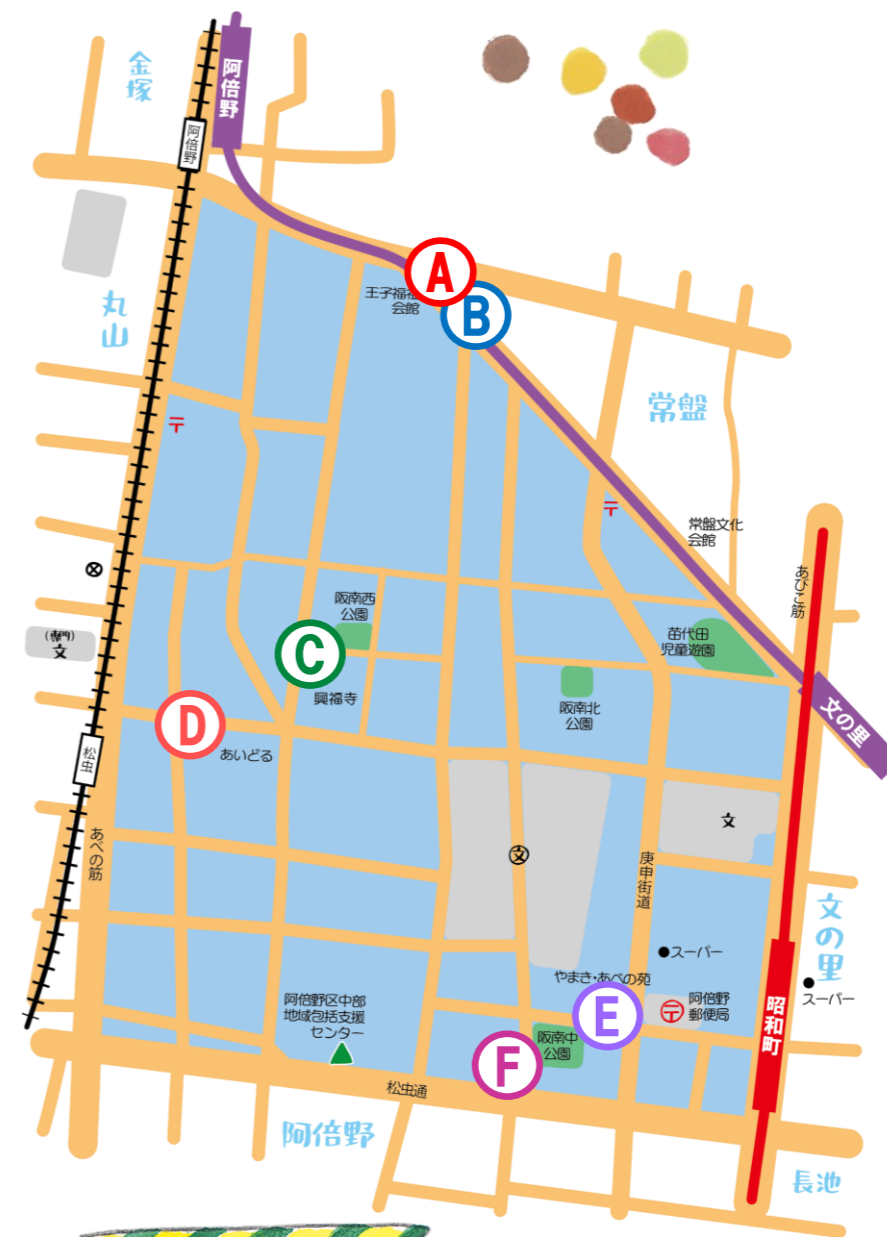 金塚
阿倍野
阿倍野
丸山
A
王子福
会館
B
常盤
〒
〒
常盤文化
会館
あびこ筋
阪南西
公園
苗代田
児童遊園
(専門)
文
C
興福寺
阪南北
公園
文の里
D
あいどる
松虫
文
あべの筋
文
庚申街道
文の里
スーパー
やまき・あべの苑
スーパー
阿倍野区中部
地域包括支援
センター
E
〒
阿倍野
郵便局
昭和町
阪南中
公園
F
松虫通
阿倍野
長池